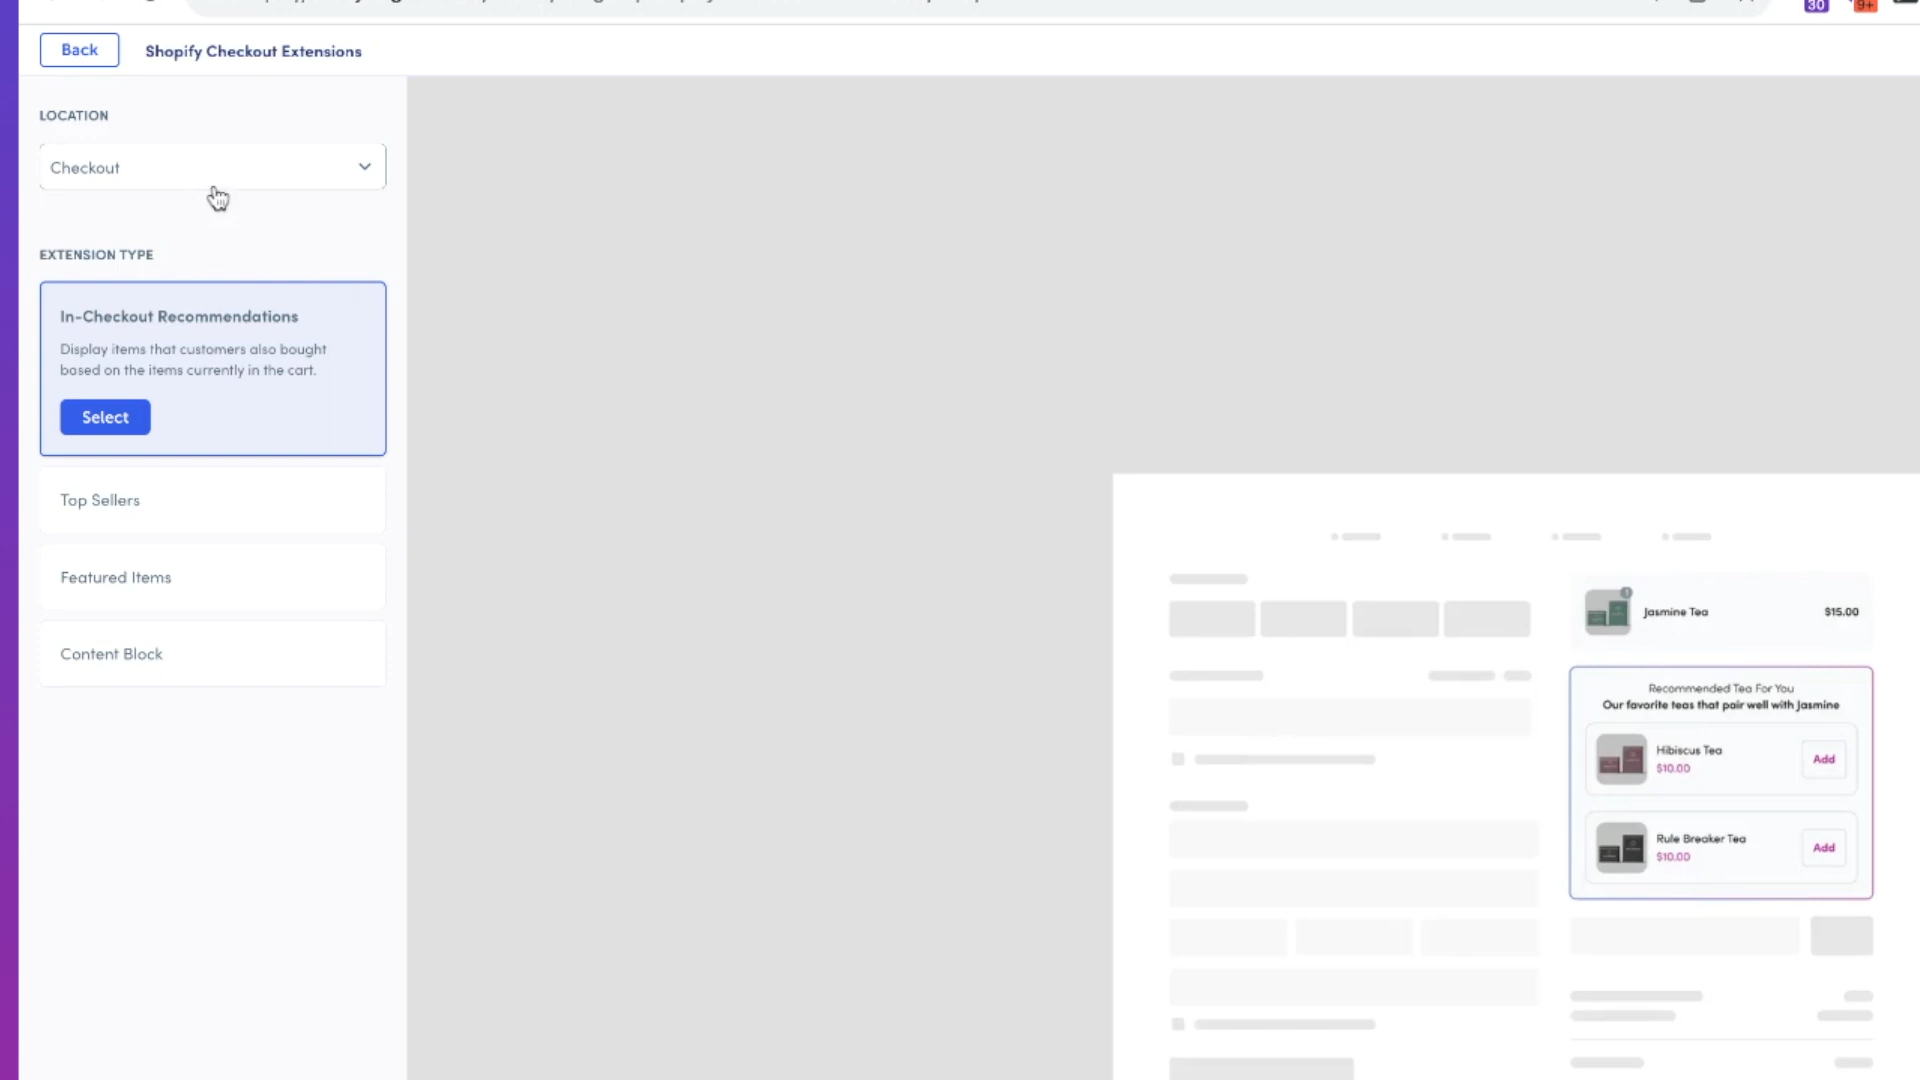 30
9+
Back
Shopify Checkout Extensions
LOCATION
Checkout
EXTENSION TYPE
In-Checkout Recommendations
Display items that customers also bought
based on the items currently in the cart.
Select
Top Sellers
Featured Items
Content Block
1
Jasmine Tea
$15.00
Recommended Tea For You
Our favorite teas that pair well with Jasmine
Hibiscus Tea
$10.00
Add
Rule Breaker Tea
$10.00
Add